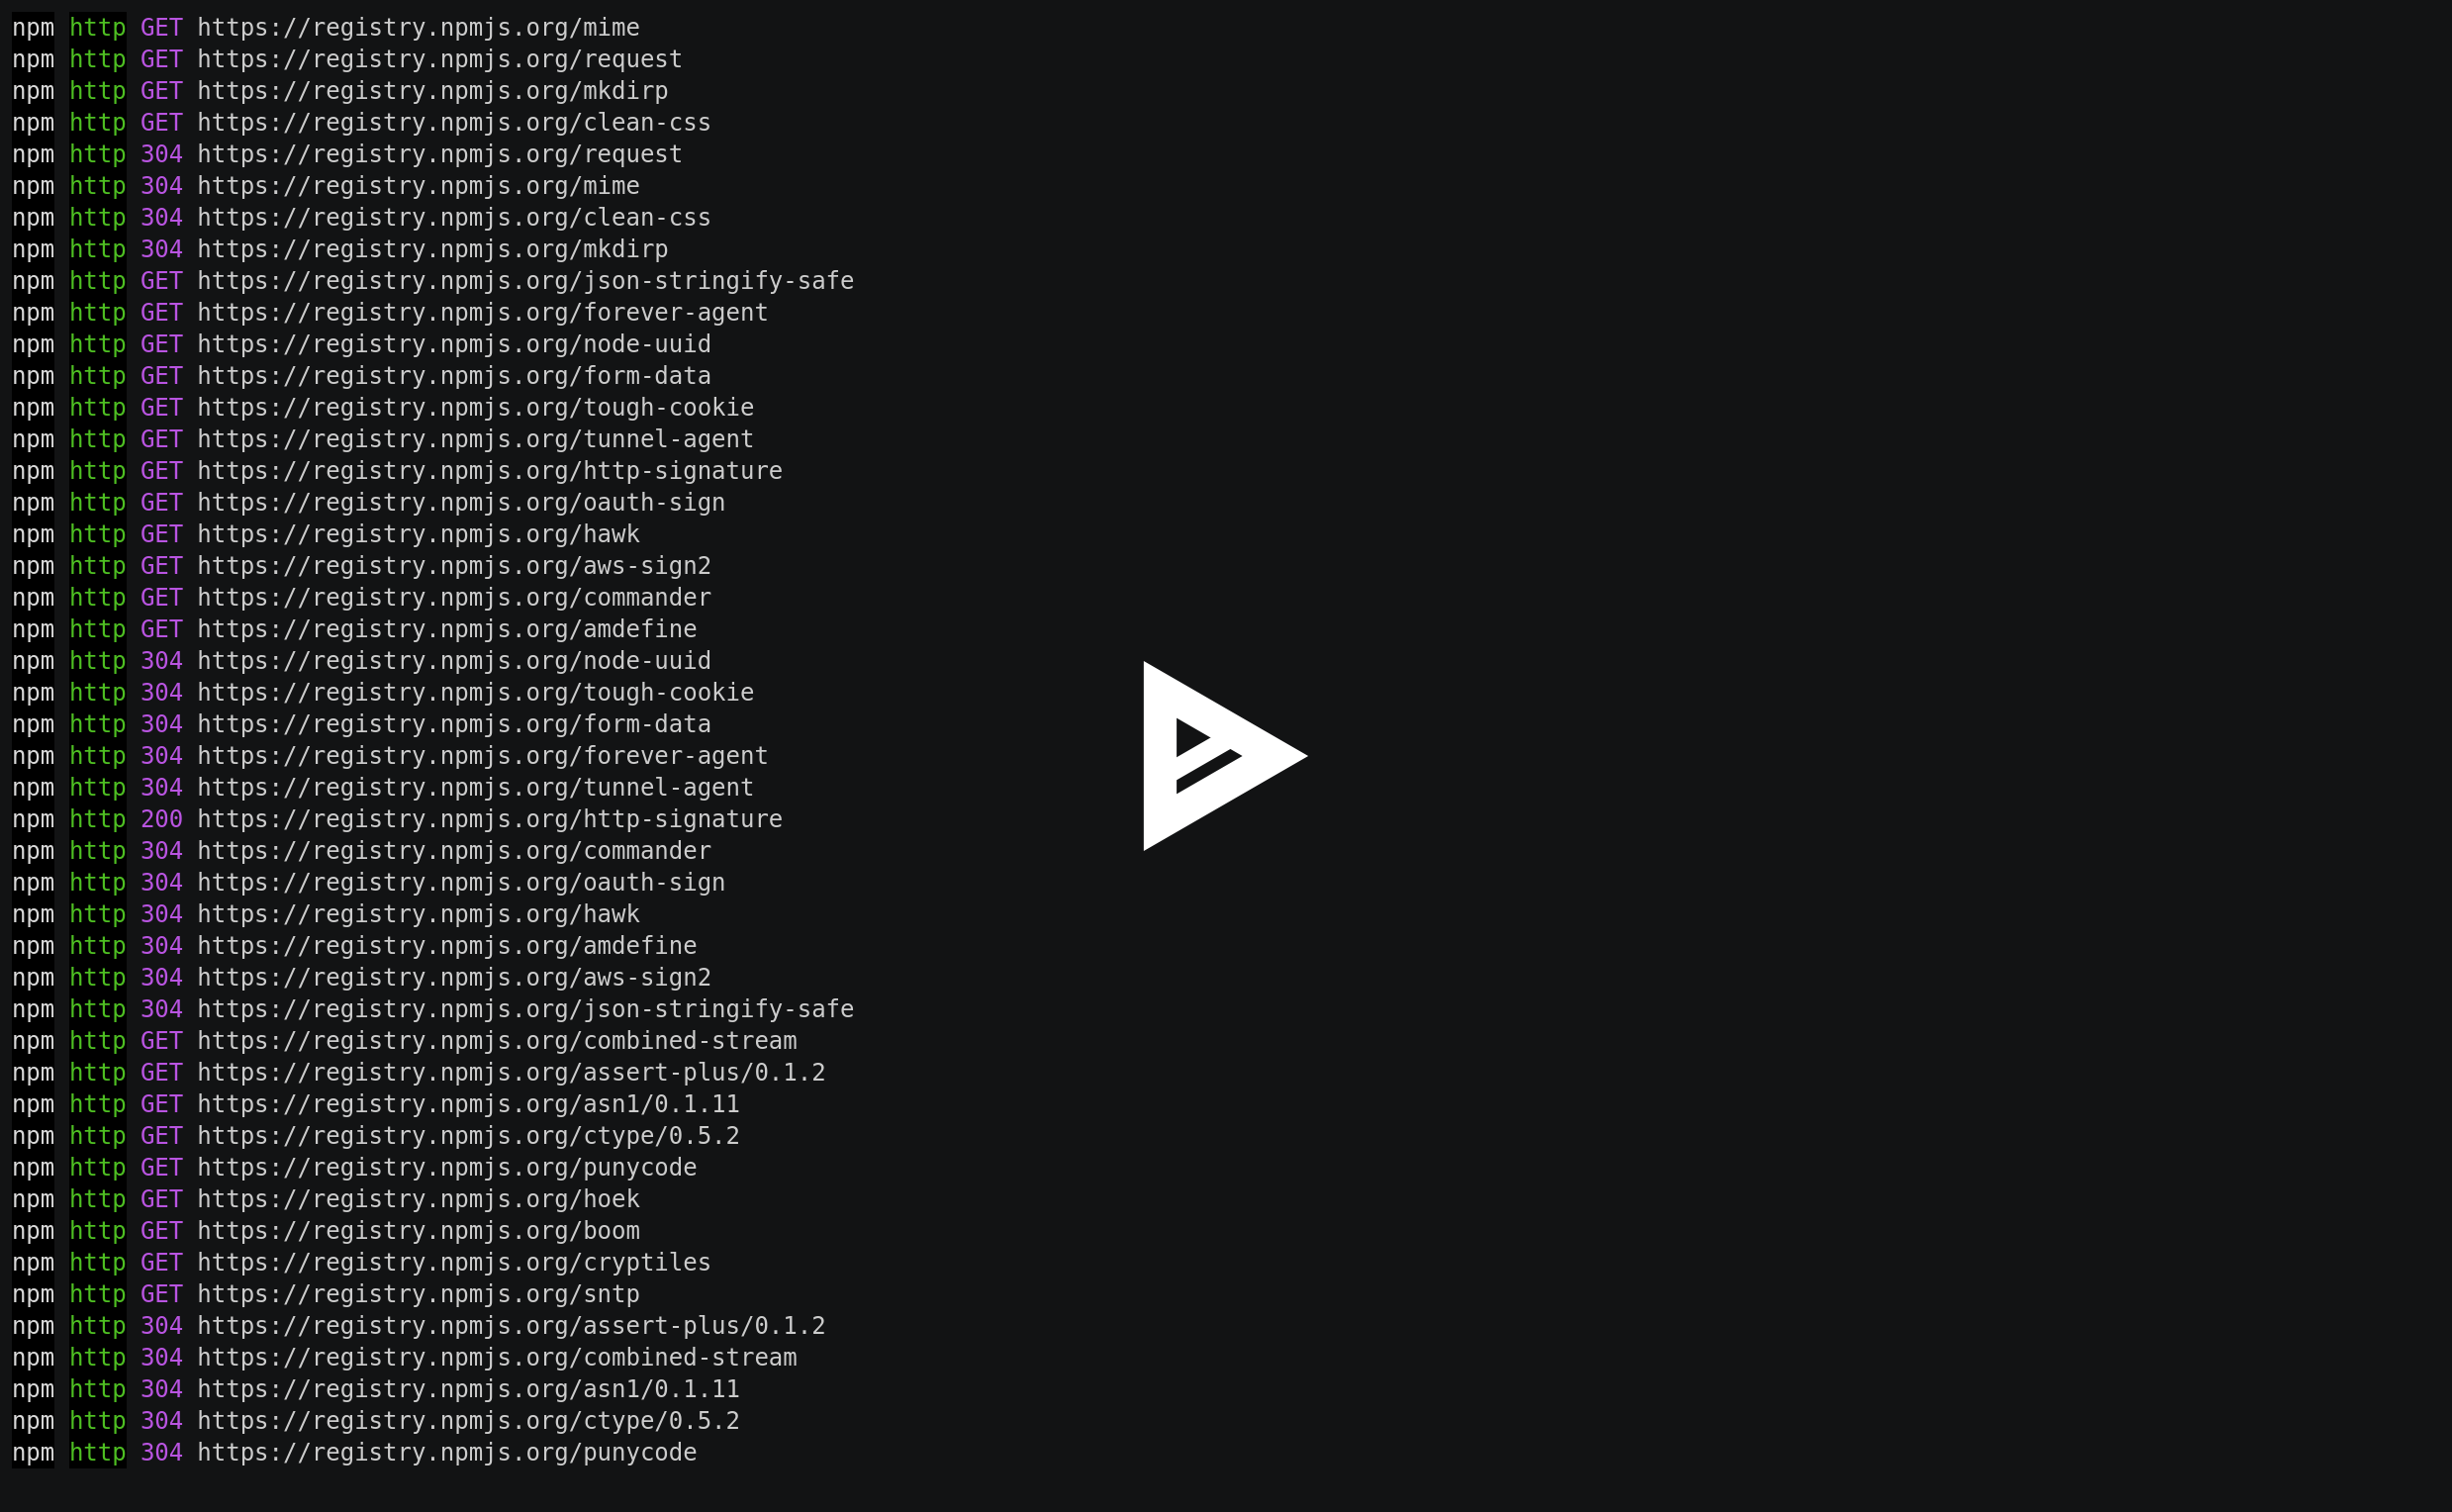 npm http GET https://registry.npmjs.org/mime
npm http GET https://registry.npmjs.org/request
npm http GET https://registry.npmjs.org/mkdirp
npm http GET https://registry.npmjs.org/clean-css
npm http 304 https://registry.npmjs.org/request
npm http 304 https://registry.npmjs.org/mime
npm http 304 https://registry.npmjs.org/clean-css
npm http 304 https://registry.npmjs.org/mkdirp
npm http GET https://registry.npmjs.org/json-stringify-safe
npm http GET https://registry.npmjs.org/forever-agent
npm http GET https://registry.npmjs.org/node-uuid
npm http GET https://registry.npmjs.org/form-data
npm http GET https://registry.npmjs.org/tough-cookie
npm http GET https://registry.npmjs.org/tunnel-agent
npm http GET https://registry.npmjs.org/http-signature
npm http GET https://registry.npmjs.org/oauth-sign
npm http GET https://registry.npmjs.org/hawk
npm http GET https://registry.npmjs.org/aws-sign2
npm http GET https://registry.npmjs.org/commander
npm http GET https://registry.npmjs.org/amdefine
npm http 304 https://registry.npmjs.org/node-uuid
npm http 304 https://registry.npmjs.org/tough-cookie
npm http 304 https://registry.npmjs.org/form-data
npm http 304 https://registry.npmjs.org/forever-agent
npm http 304 https://registry.npmjs.org/tunnel-agent
npm http 200 https://registry.npmjs.org/http-signature
npm http 304 https://registry.npmjs.org/commander
npm http 304 https://registry.npmjs.org/oauth-sign
npm http 304 https://registry.npmjs.org/hawk
npm http 304 https://registry.npmjs.org/amdefine
npm http 304 https://registry.npmjs.org/aws-sign2
npm http 304 https://registry.npmjs.org/json-stringify-safe
npm http GET https://registry.npmjs.org/combined-stream
npm http GET https://registry.npmjs.org/assert-plus/0.1.2
npm http GET https://registry.npmjs.org/asn1/0.1.11
npm http GET https://registry.npmjs.org/ctype/0.5.2
npm http GET https://registry.npmjs.org/punycode
npm http GET https://registry.npmjs.org/hoek
npm http GET https://registry.npmjs.org/boom
npm http GET https://registry.npmjs.org/cryptiles
npm http GET https://registry.npmjs.org/sntp
npm http 304 https://registry.npmjs.org/assert-plus/0.1.2
npm http 304 https://registry.npmjs.org/combined-stream
npm http 304 https://registry.npmjs.org/asn1/0.1.11
npm http 304 https://registry.npmjs.org/ctype/0.5.2
npm http 304 https://registry.npmjs.org/punycode